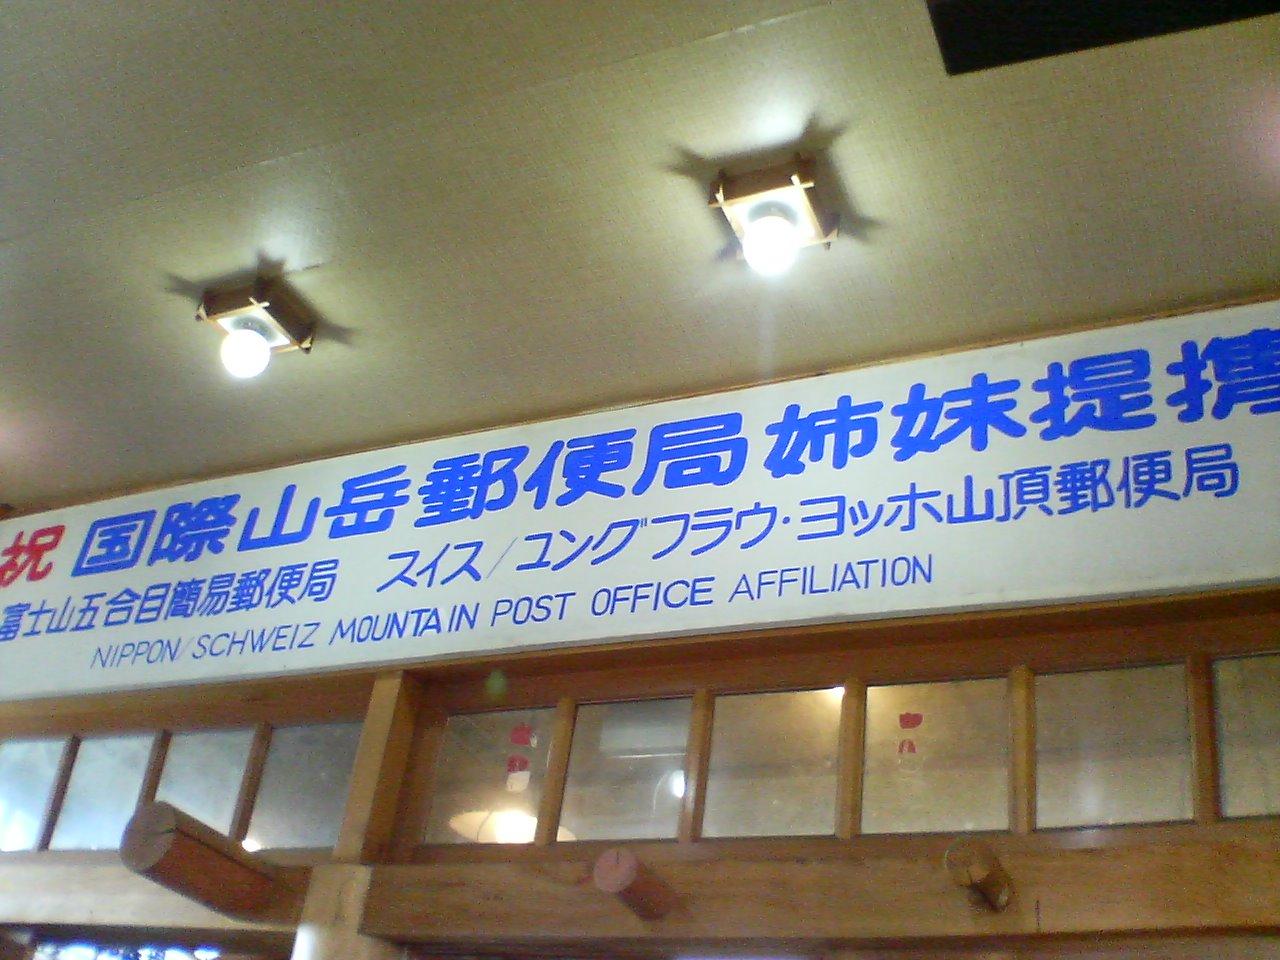 祝 国際山岳郵便局姉妹提携
富士山五合目簡易郵便局 スイス/ユングフラウ・ヨッホ山頂郵便局
NIPPON/SCHWEIZ MOUNTAIN POST OFFICE AFFILIATION